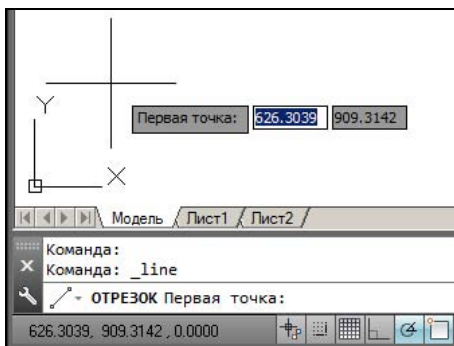 Y
Первая точка: 626.3039 909.3142
X
Модель Лист1 Лист2
Команда:
Команда: _line
ОТРЕЗОК Первая точка:
626.3039, 909.3142 , 0.0000